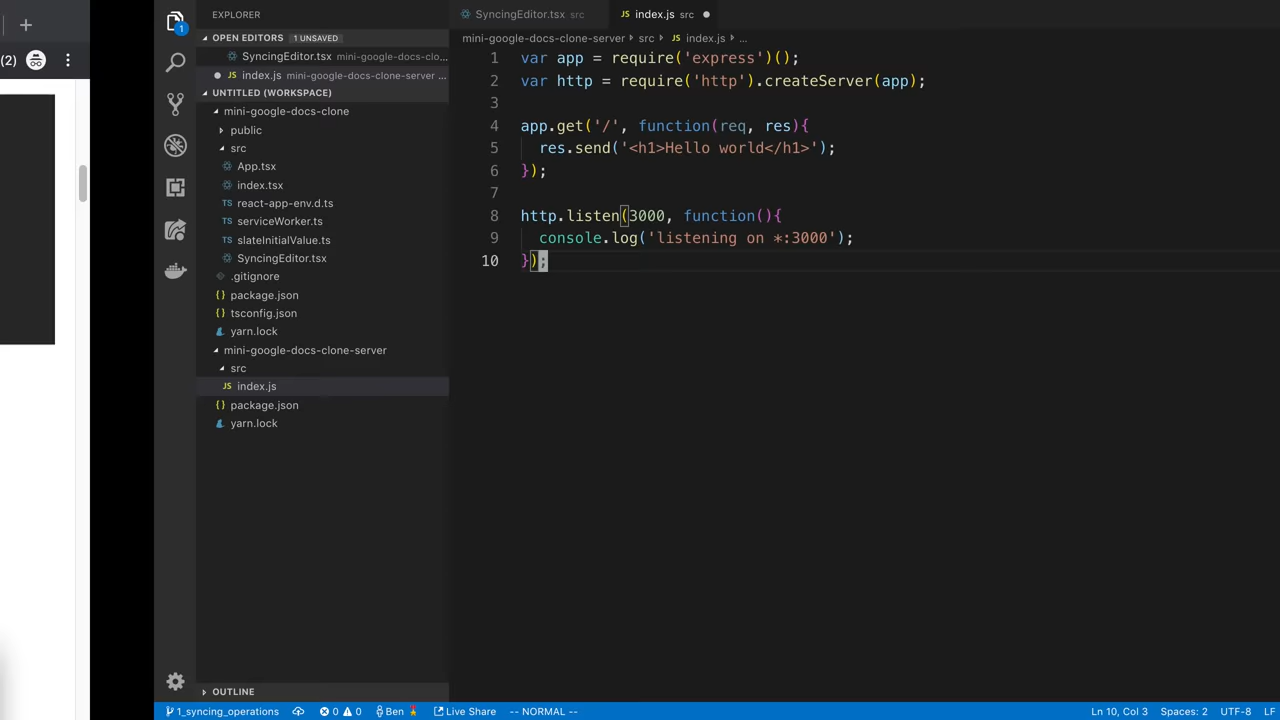 (2)
EXPLORER
OPEN EDITORS 1 UNSAVED
SyncingEditor.tsx mini-google-docs-clo...
index.js mini-google-docs-clone-server ...
UNTITLED (WORKSPACE)
mini-google-docs-clone
public
src
App.tsx
index.tsx
react-app-env.d.ts
serviceWorker.ts
slateInitialValue.ts
SyncingEditor.tsx
.gitignore
package.json
tsconfig.json
yarn.lock
mini-google-docs-clone-server
src
JS index.js
package.json
yarn.lock
OUTLINE
SyncingEditor.tsx src
JS index.js src
mini-google-docs-clone-server src JS index.js ...
1 var app = require('express')();
2 var http = require('http').createServer(app);
3
4 app.get('/', function(req, res){
5 res.send('<h1>Hello world</h1>');
6 });
7
8 http.listen(3000, function(){
9 console.log('listening on *:3000');
10 });
1_syncing_operations 0 0 Ben Live Share -- NORMAL -- Ln 10, Col 3 Spaces: 2 UTF-8 LF